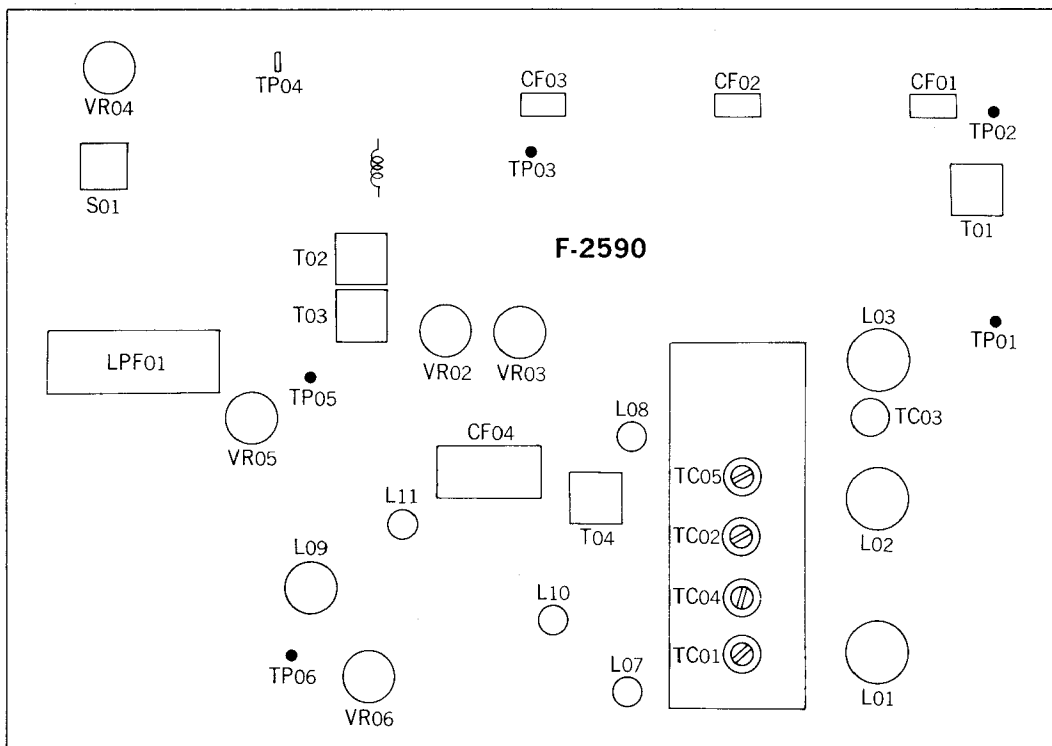 VR04
TP04
CF03
CF02
CF01
TP02
TP03
S01
T01
T02
F-2590
T03
L03
TP01
LPF01
VR02
VR03
TP05
L08
TC03
CF04
VR05
TC05
L11
T04
TC02
L02
L09
L10
TC04
TC01
TP06
L07
L01
VR06